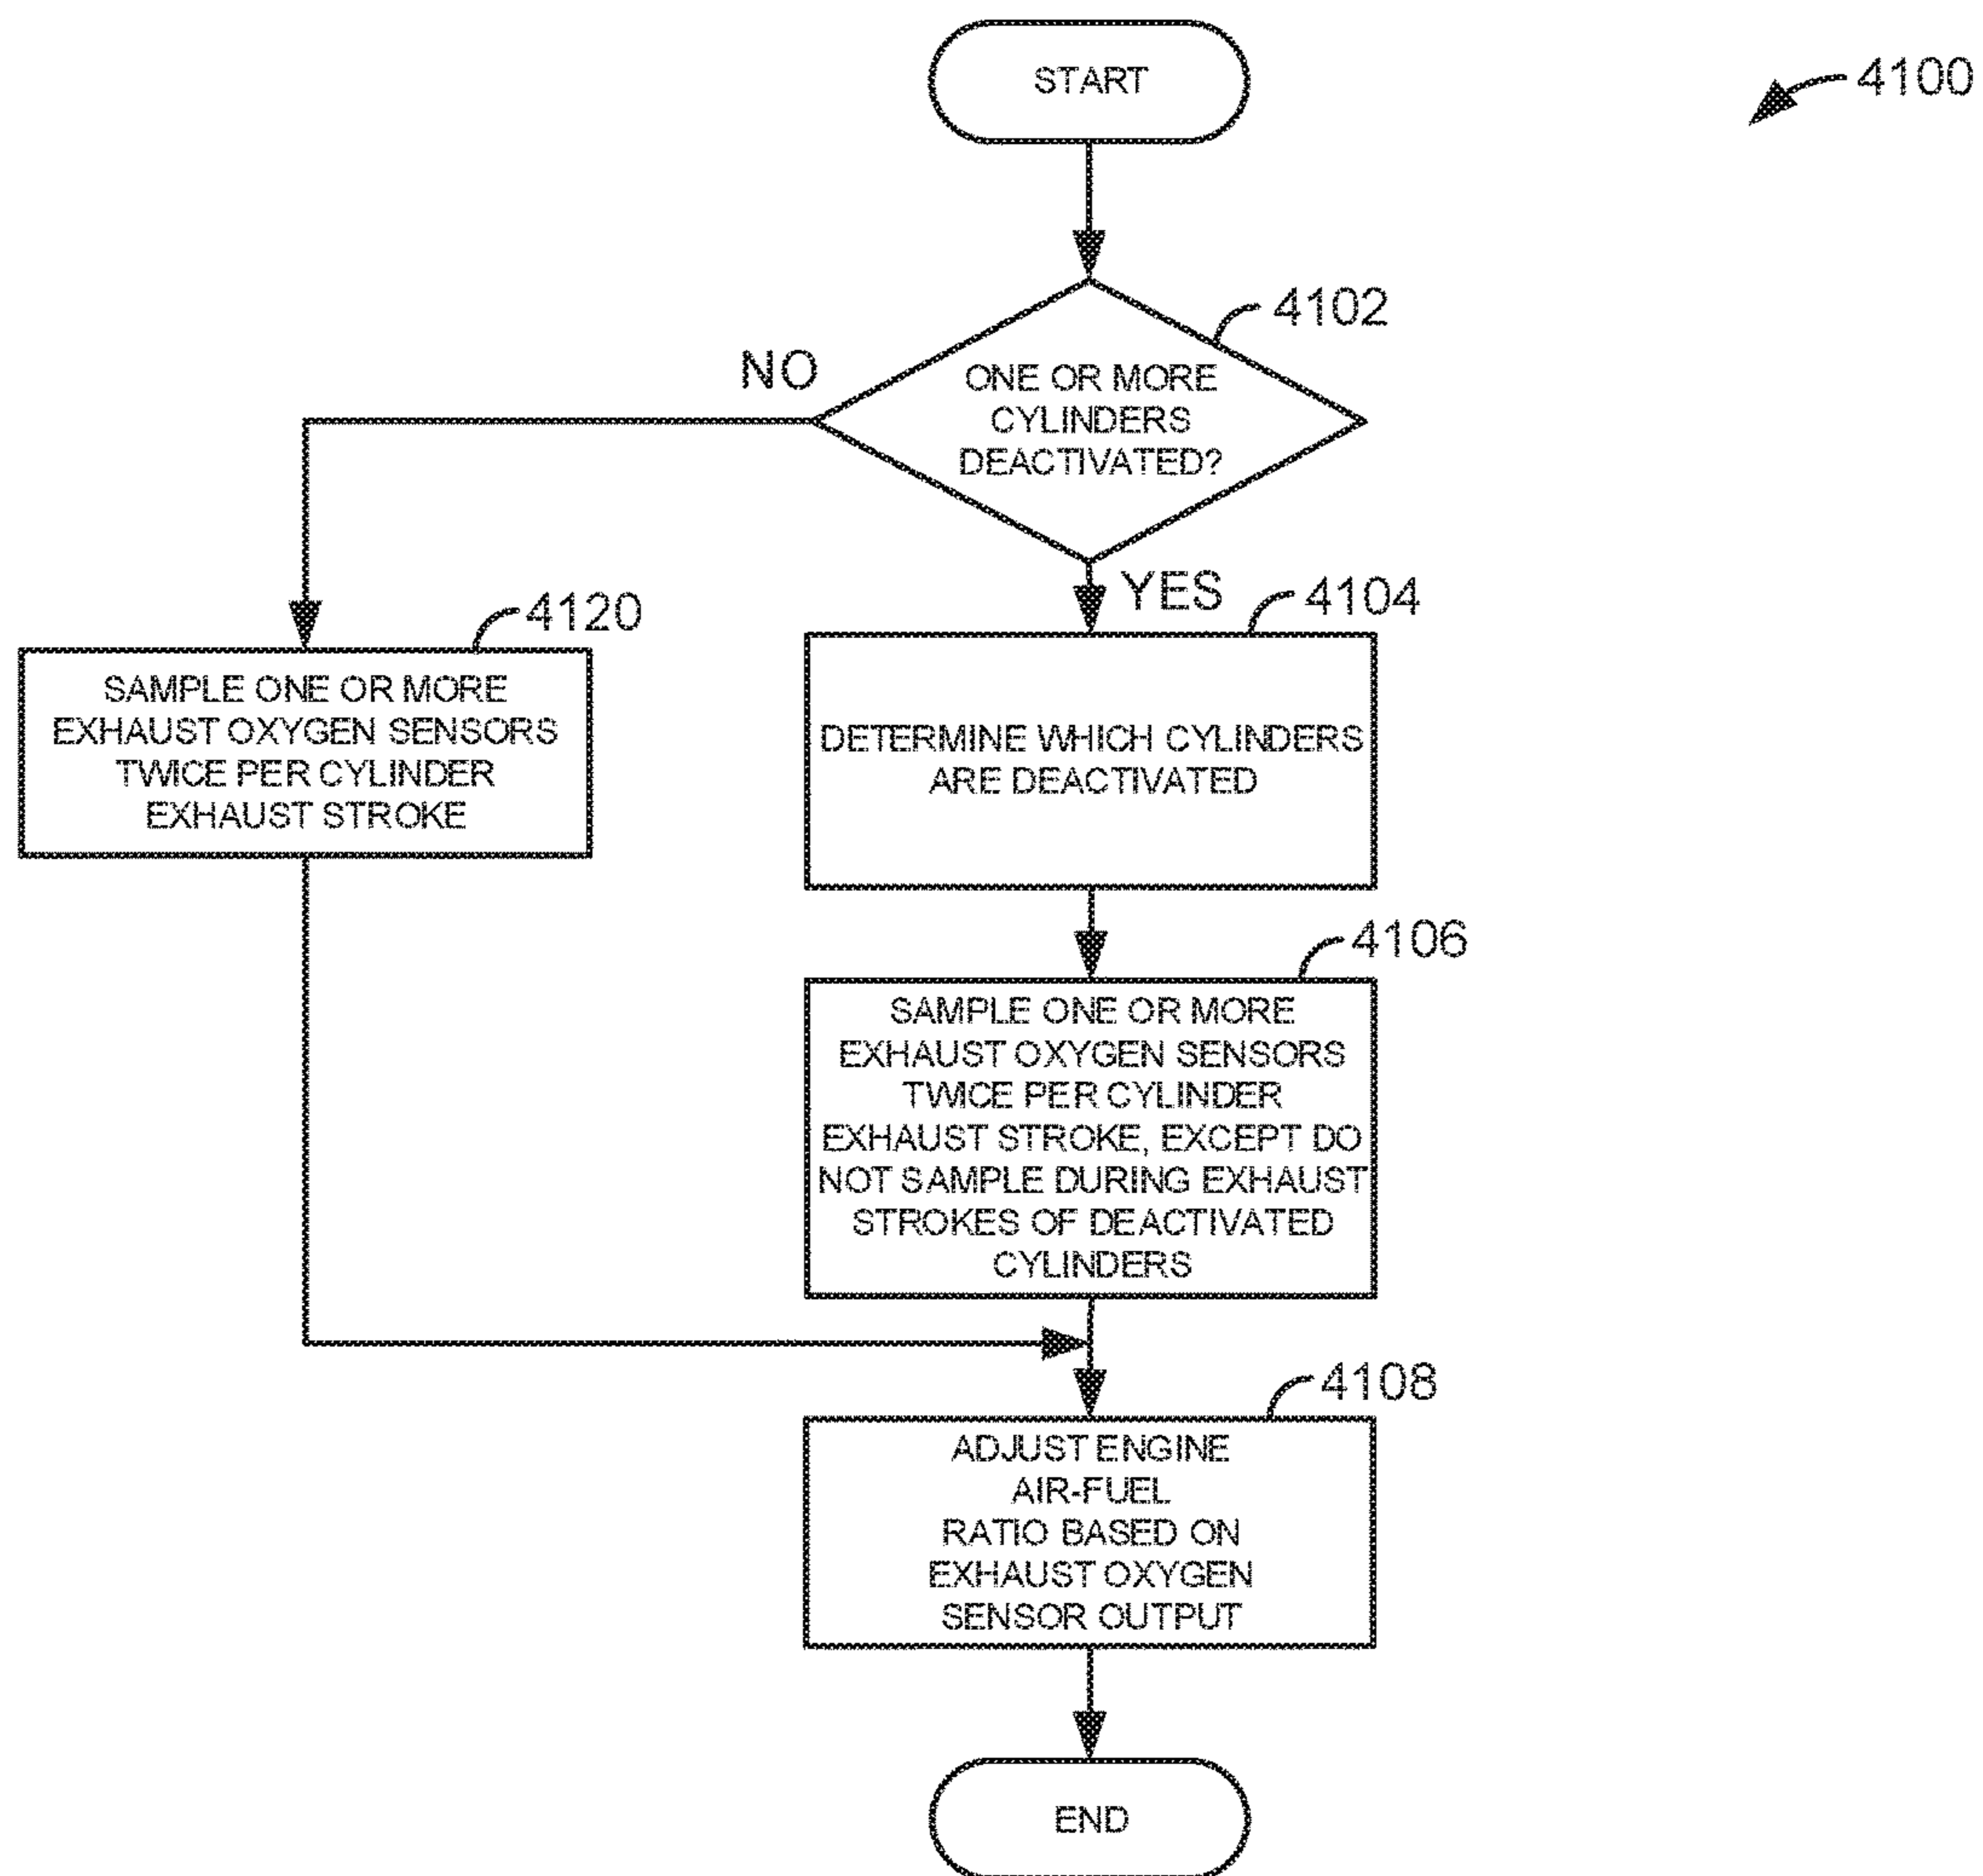 START
4100
4102
NO
ONE OR MORE
CYLINDERS
DEACTIVATED?
YES
4104
4120
SAMPLE ONE OR MORE
EXHAUST OXYGEN SENSORS
TWICE PER CYLINDER
EXHAUST STROKE
DETERMINE WHICH CYLINDERS
ARE DEACTIVATED
4106
SAMPLE ONE OR MORE
EXHAUST OXYGEN SENSORS
TWICE PER CYLINDER
EXHAUST STROKE, EXCEPT DO
NOT SAMPLE DURING EXHAUST
STROKES OF DEACTIVATED
CYLINDERS
4108
ADJUST ENGINE
AIR-FUEL
RATIO BASED ON
EXHAUST OXYGEN
SENSOR OUTPUT
END